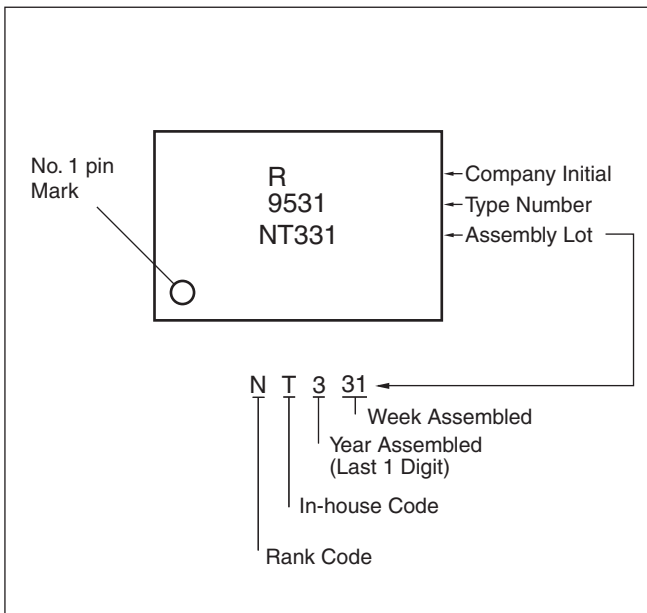 No. 1 pin
Mark
R
9531
NT331
Company Initial
Type Number
Assembly Lot
N T 3 31
Week Assembled
Year Assembled
(Last 1 Digit)
In-house Code
Rank Code